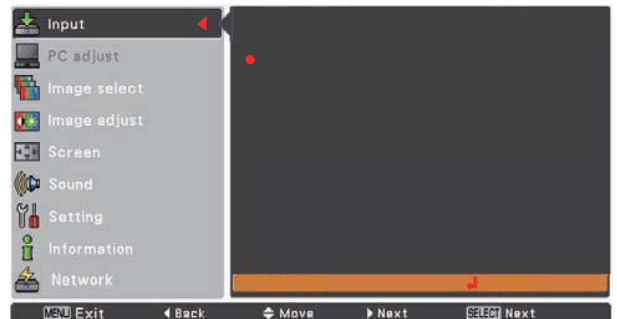 Input
PC adjust
Image select
Image adjust
Screen
Sound
Setting
Information
Network
MENU Exit
Back
Move
Next
SELECT Next